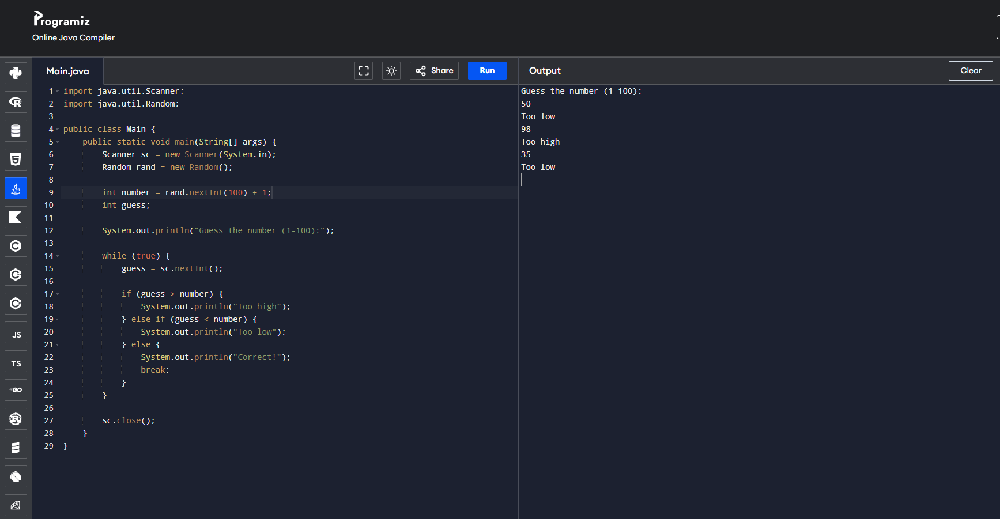 Programiz
Online Java Compiler
Main.java
Share
Run
Output
Clear
1 import java.util.Scanner;
2 import java.util.Random;
3
4 public class Main {
5     public static void main(String[] args) {
6         Scanner sc = new Scanner(System.in);
7         Random rand = new Random();
8
9         int number = rand.nextInt(100) + 1;
10         int guess;
11
12         System.out.println("Guess the number (1-100):");
13
14         while (true) {
15             guess = sc.nextInt();
16
17             if (guess > number) {
18                 System.out.println("Too high");
19             } else if (guess < number) {
20                 System.out.println("Too low");
21             } else {
22                 System.out.println("Correct!");
23                 break;
24             }
25         }
26
27         sc.close();
28     }
29 }
Guess the number (1-100):
50
Too low
98
Too high
35
Too low
R
5
C
C
C
JS
TS
GO
R